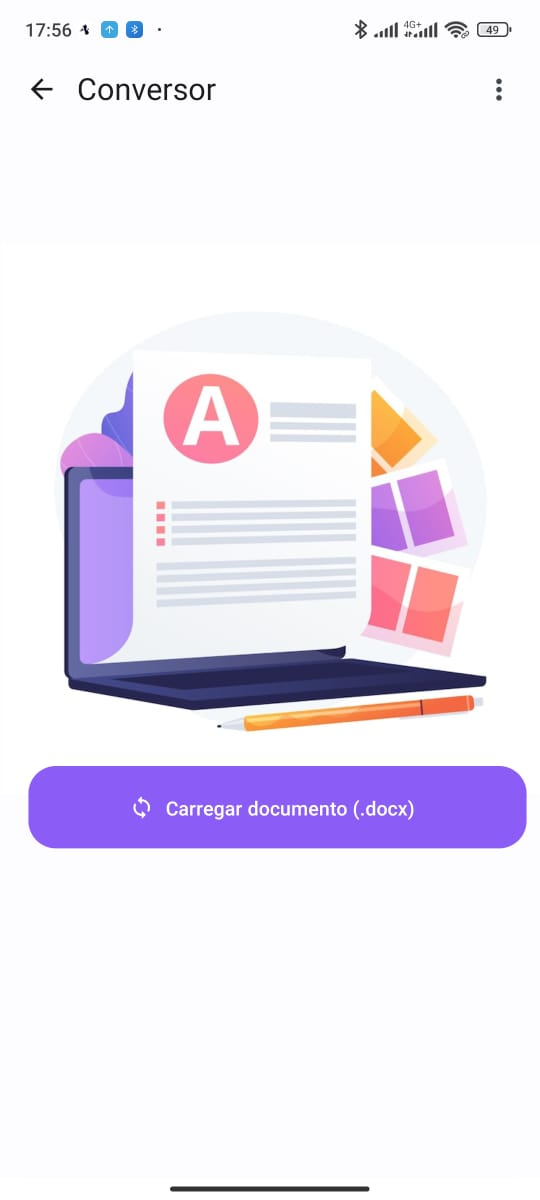 17:56
4G+
49
Conversor
A
Carregar documento (.docx)